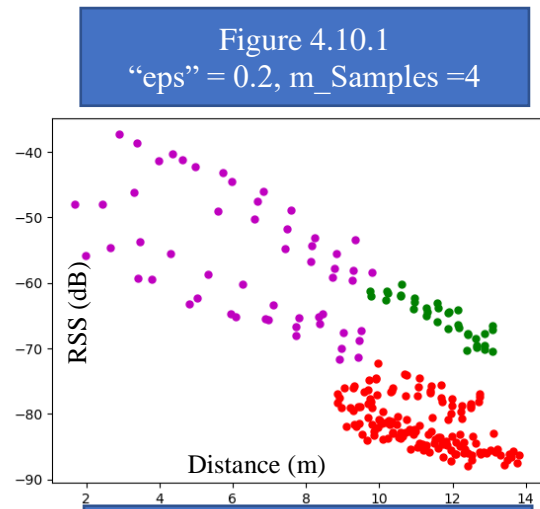 Figure 4.10.1
“eps” = 0.2, m_Samples =4
−40
−50
−60
−70
−80
−90
RSS (dB)
Distance (m)
2 4 6 8 10 12 14